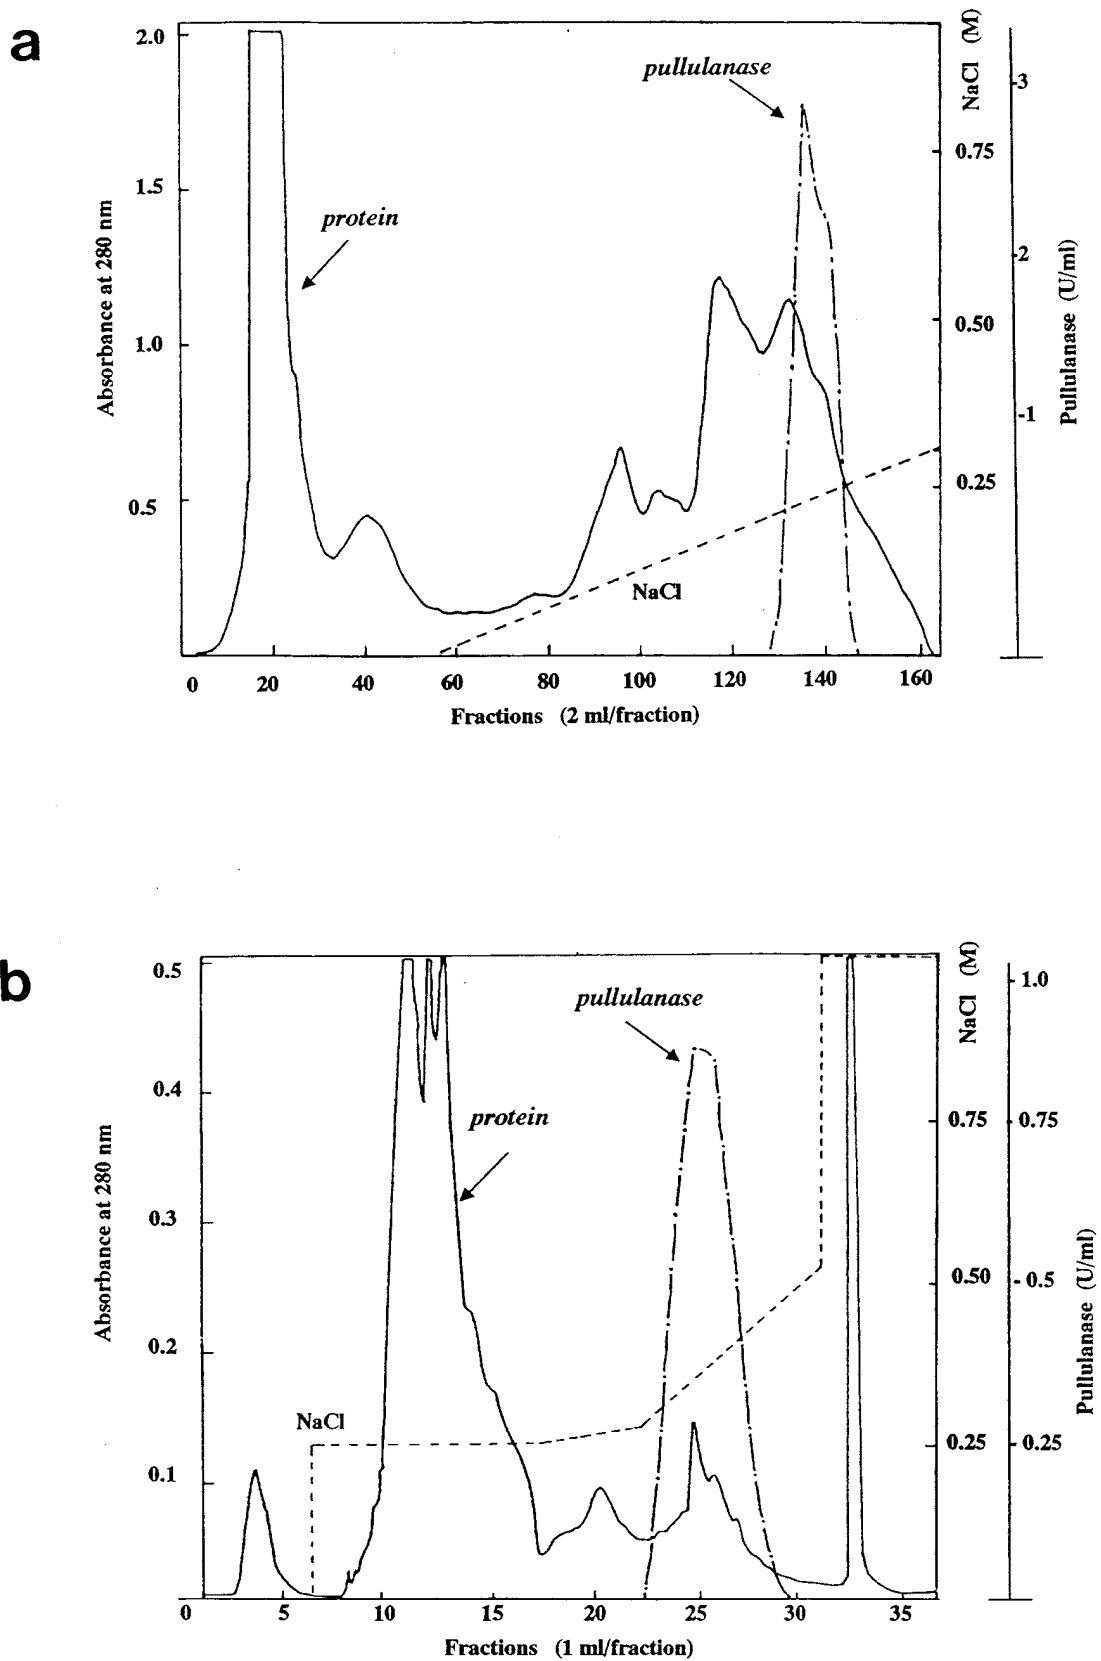 a
pullulanase
protein
NaCl
2.0
1.5
1.0
0.5
Absorbance at 280 nm
0 20 40 60 80 100 120 140 160
Fractions (2 ml/fraction)
NaCl (M)
0.75
0.50
0.25
3
2
1
Pullulanase (U/ml)
b
pullulanase
protein
NaCl
0.5
0.4
0.3
0.2
0.1
Absorbance at 280 nm
0 5 10 15 20 25 30 35
Fractions (1 ml/fraction)
NaCl (M)
0.75
0.50
0.25
1.0
0.75
0.5
0.25
Pullulanase (U/ml)